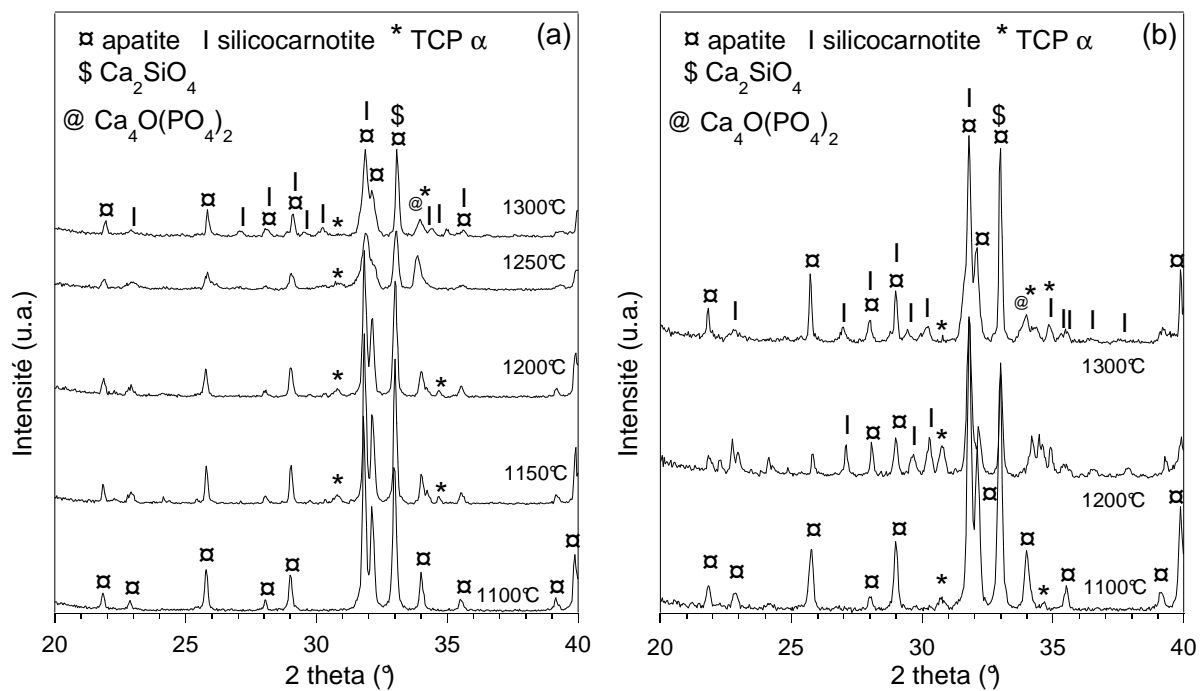 ¤ apatite | silicocarnotite * TCP α (a)
$ Ca₂SiO₄
@ Ca₄O(PO₄)₂
| $
¤ ¤
¤
¤ | ¤ | | ¤ | ¤ | | * @ * | | | ¤
1300℃
1250℃
*
1200℃
* *
1150℃
* *
1100℃
¤ ¤ ¤ ¤ ¤ ¤ ¤ ¤ ¤
20 25 30 35 40
2 theta (°)
Intensité (u.a.)
¤ apatite | silicocarnotite * TCP α (b)
$ Ca₂SiO₄
@ Ca₄O(PO₄)₂
| $
¤ ¤
¤
¤ | ¤ | | ¤ | ¤ | | * @ * * | || | | ¤
1300℃
| ¤ ¤ | | *
1200℃
¤ ¤ ¤ ¤ ¤ * ¤ ¤ * ¤ ¤ ¤
1100℃
20 25 30 35 40
2 theta (°)
Intensité (u.a.)